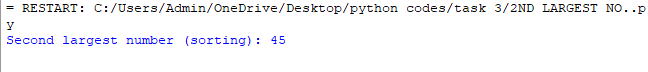 = RESTART: C:/Users/Admin/OneDrive/Desktop/python codes/task 3/2ND LARGEST NO..p
y
Second largest number (sorting): 45